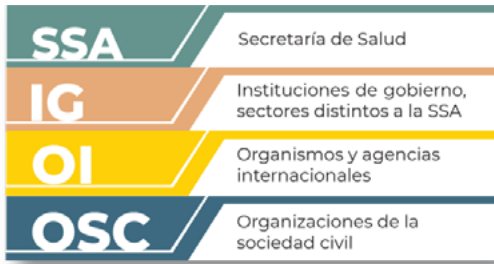 SSA
Secretaría de Salud
IG
Instituciones de gobierno,
sectores distintos a la SSA
OI
Organismos y agencias
internacionales
OSC
Organizaciones de la
sociedad civil